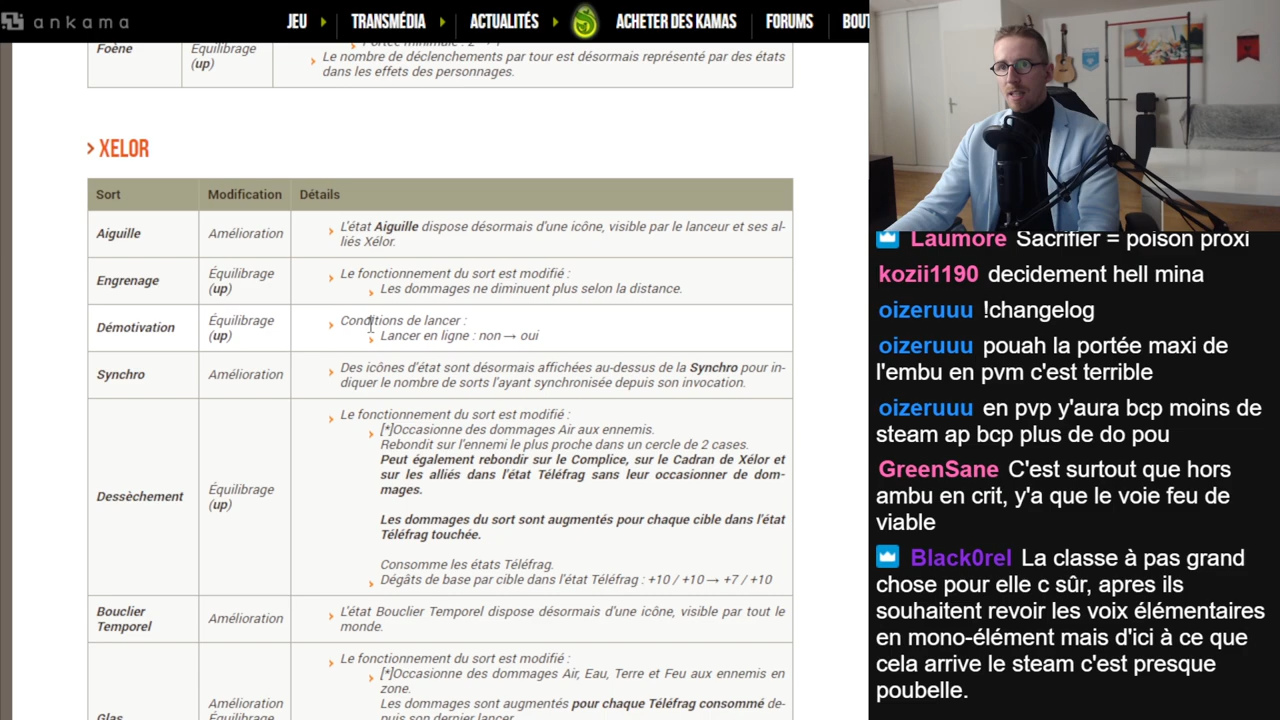 ankama
JEU
TRANSMÉDIA
ACTUALITÉS
ACHETER DES KAMAS
FORUMS
BOUT
Foène
Équilibrage
(up)
Le nombre de déclenchements par tour est désormais représenté par des états
dans les effets des personnages.
XELOR
Sort Modification Détails
Aiguille
Amélioration
L'état Aiguille dispose désormais d'une icône, visible par le lanceur et ses al-
liés Xélor.
Engrenage
Équilibrage
(up)
Le fonctionnement du sort est modifié :
Les dommages ne diminuent plus selon la distance.
Démotivation
Équilibrage
(up)
Conditions de lancer :
Lancer en ligne : non → oui
Synchro
Amélioration
Des icônes d'état sont désormais affichées au-dessus de la Synchro pour in-
diquer le nombre de sorts l'ayant synchronisée depuis son invocation.
Dessèchement
Équilibrage
(up)
Le fonctionnement du sort est modifié :
[*]Occasionne des dommages Air aux ennemis.
Rebondit sur l'ennemi le plus proche dans un cercle de 2 cases.
Peut également rebondir sur le Complice, sur le Cadran de Xélor et
sur les alliés dans l'état Téléfrag sans leur occasionner de dom-
mages.
Les dommages du sort sont augmentés pour chaque cible dans l'état
Téléfrag touchée.
Consomme les états Téléfrag.
Dégâts de base par cible dans l'état Téléfrag : +10 / +10 → +7 / +10
Bouclier
Temporel
Amélioration
L'état Bouclier Temporel dispose désormais d'une icône, visible par tout le
monde.
Glas
Amélioration
Équilibrage
Le fonctionnement du sort est modifié :
[*]Occasionne des dommages Air, Eau, Terre et Feu aux ennemis en
zone.
Les dommages sont augmentés pour chaque Téléfrag consommé de-
puis son dernier lancer.
Laumore Sacrifier = poison proxi
kozii1190 decidement hell mina
oizeruuu !changelog
oizeruuu pouah la portée maxi de
l'embu en pvm c'est terrible
oizeruuu en pvp y'aura bcp moins de
steam ap bcp plus de do pou
GreenSane C'est surtout que hors
ambu en crit, y'a que le voie feu de
viable
Black0rel La classe à pas grand
chose pour elle c sûr, apres ils
souhaitent revoir les voix élémentaires
en mono-élément mais d'ici à ce que
cela arrive le steam c'est presque
poubelle.